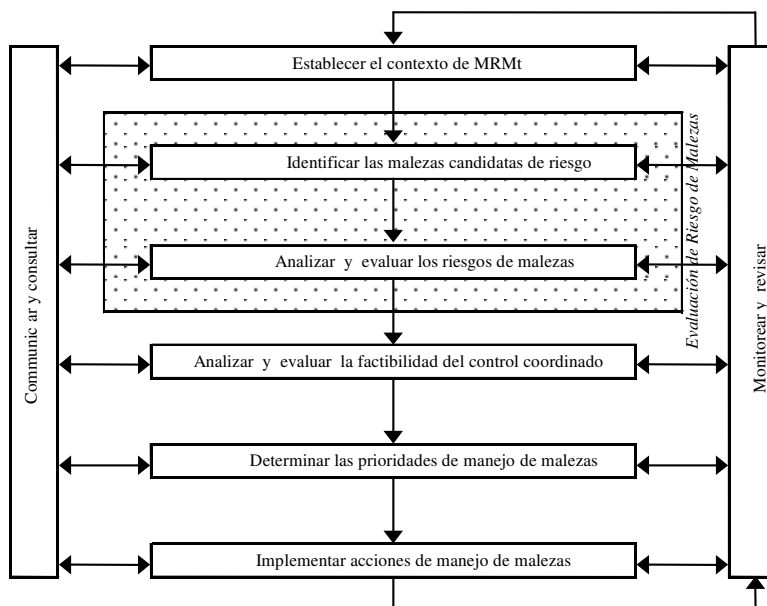 Establecer el contexto de MRMt
Identificar las malezas candidatas de riesgo
Analizar y evaluar los riesgos de malezas
Evaluación de Riesgo de Malezas
Analizar y evaluar la factibilidad del control coordinado
Determinar las prioridades de manejo de malezas
Implementar acciones de manejo de malezas
Communic ar y consultar
Monitorear y revisar